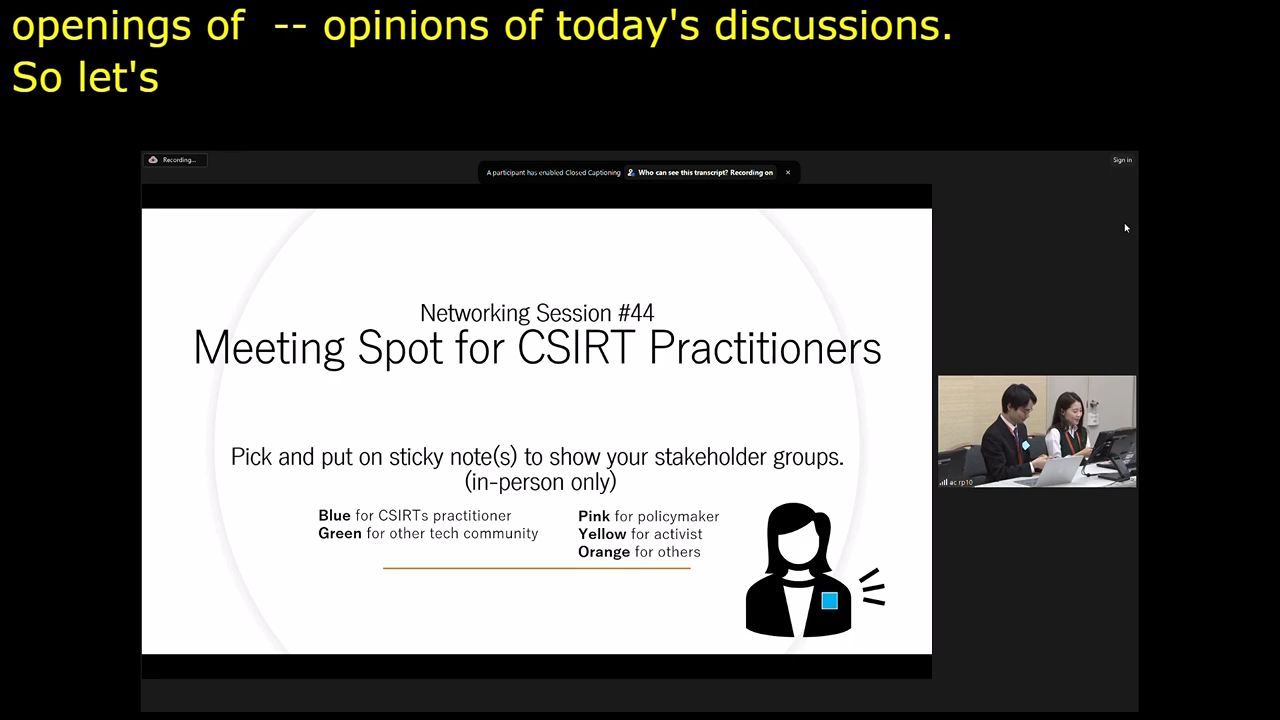 openings of  -- opinions of today's discussions.
So let's
Recording...
A participant has enabled Closed Captioning Who can see this transcript? Recording on
Sign in
Networking Session #44
Meeting Spot for CSIRT Practitioners
Pick and put on sticky note(s) to show your stakeholder groups.
(in-person only)
Blue for CSIRTs practitioner
Green for other tech community
Pink for policymaker
Yellow for activist
Orange for others
ac rp10